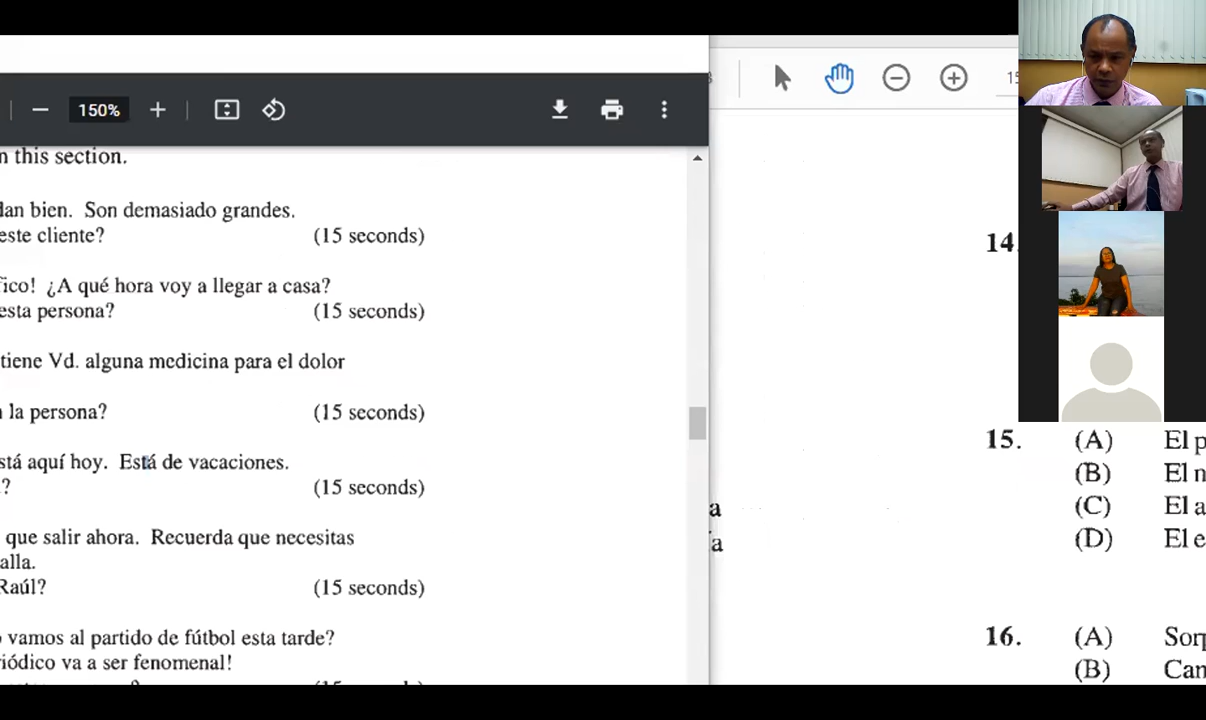 150%
n this section.
dan bien. Son demasiado grandes.
este cliente? (15 seconds)
fico! ¿A qué hora voy a llegar a casa?
esta persona? (15 seconds)
tiene Vd. alguna medicina para el dolor
n la persona? (15 seconds)
stá aquí hoy. Está de vacaciones.
? (15 seconds)
que salir ahora. Recuerda que necesitas
alla.
Raúl? (15 seconds)
o vamos al partido de fútbol esta tarde?
riódico va a ser fenomenal!
15
14.
a
a
15. (A) El p
(B) El n
(C) El a
(D) El e
16. (A) Sorp
(B) Can